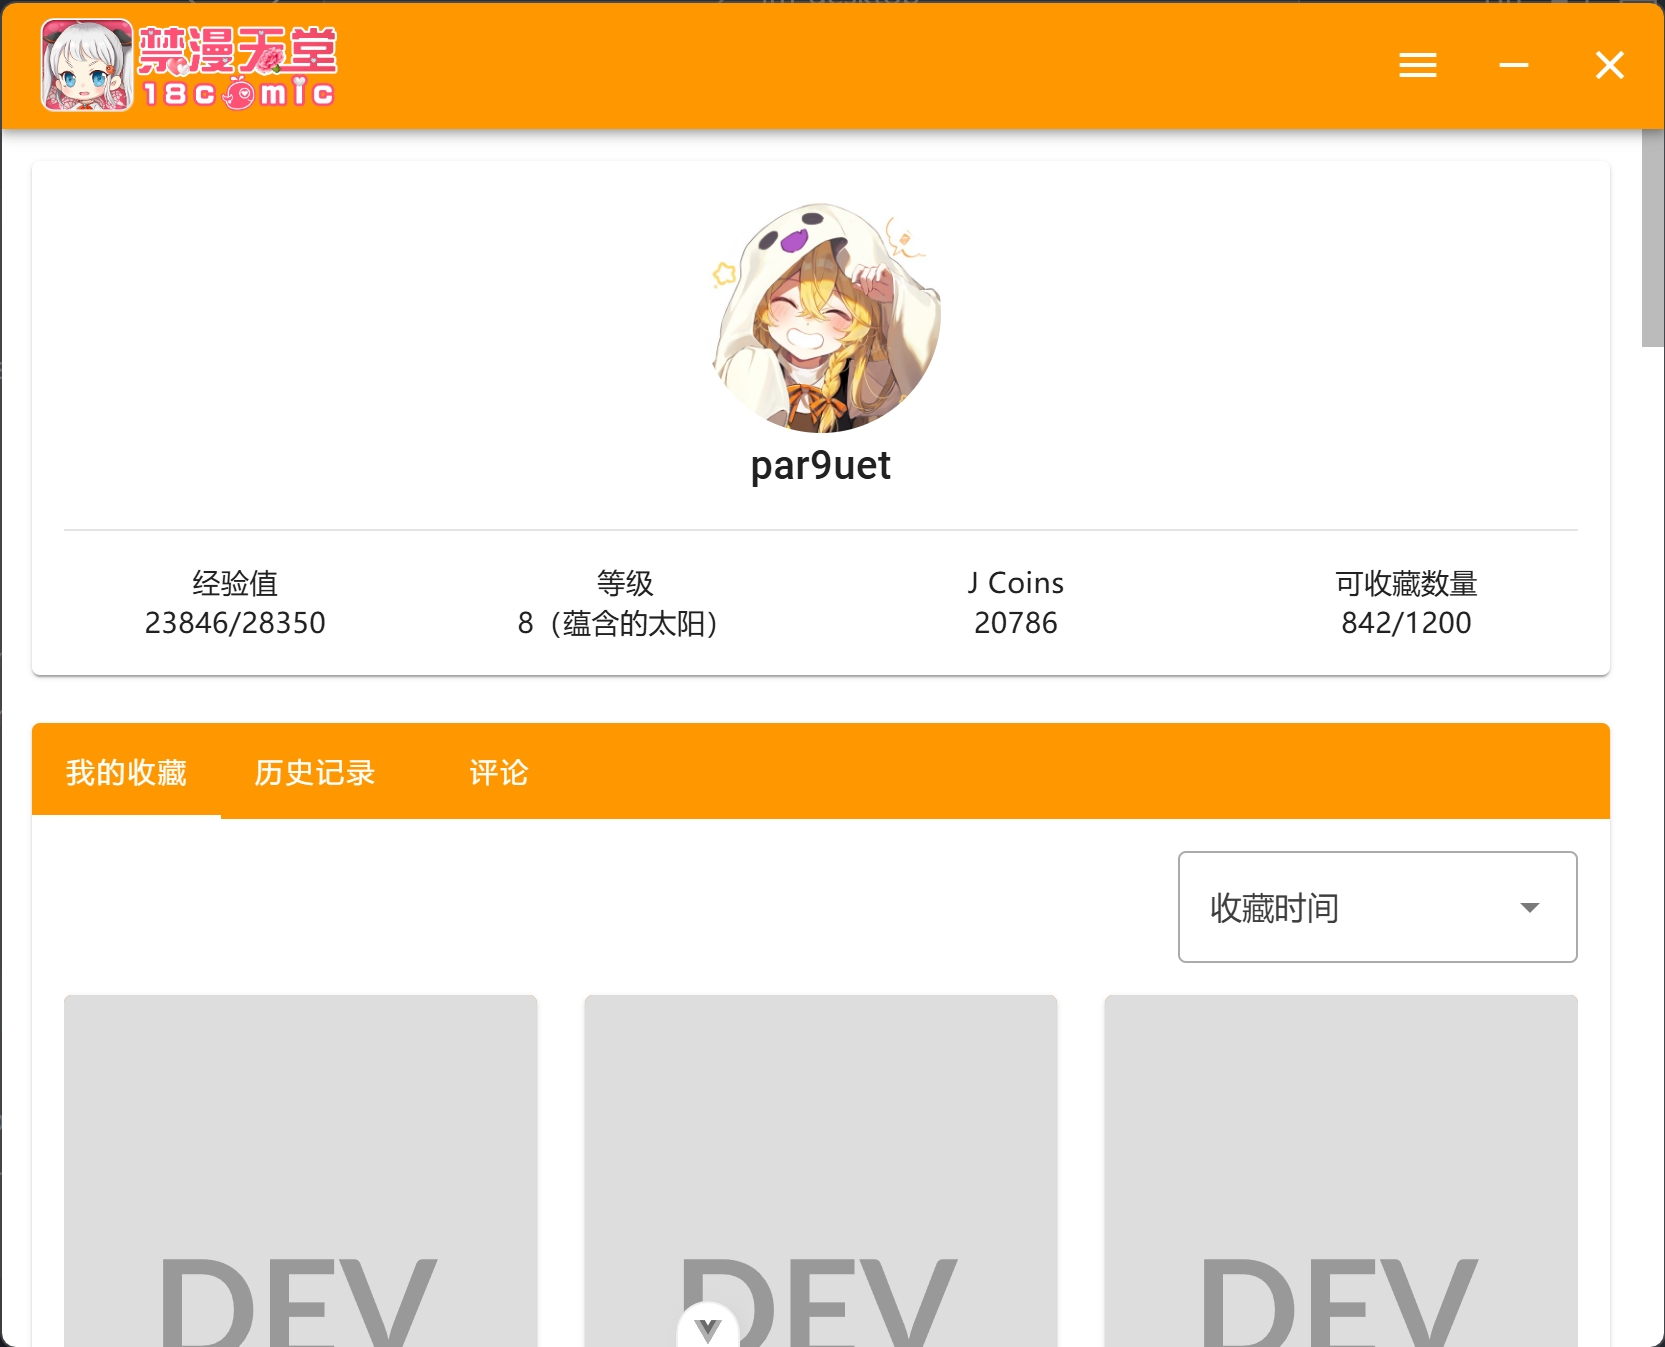 禁漫天堂
18comic
par9uet
经验值
23846/28350
等级
8（蕴含的太阳）
J Coins
20786
可收藏数量
842/1200
我的收藏
历史记录
评论
收藏时间
DEV
DEV
DEV